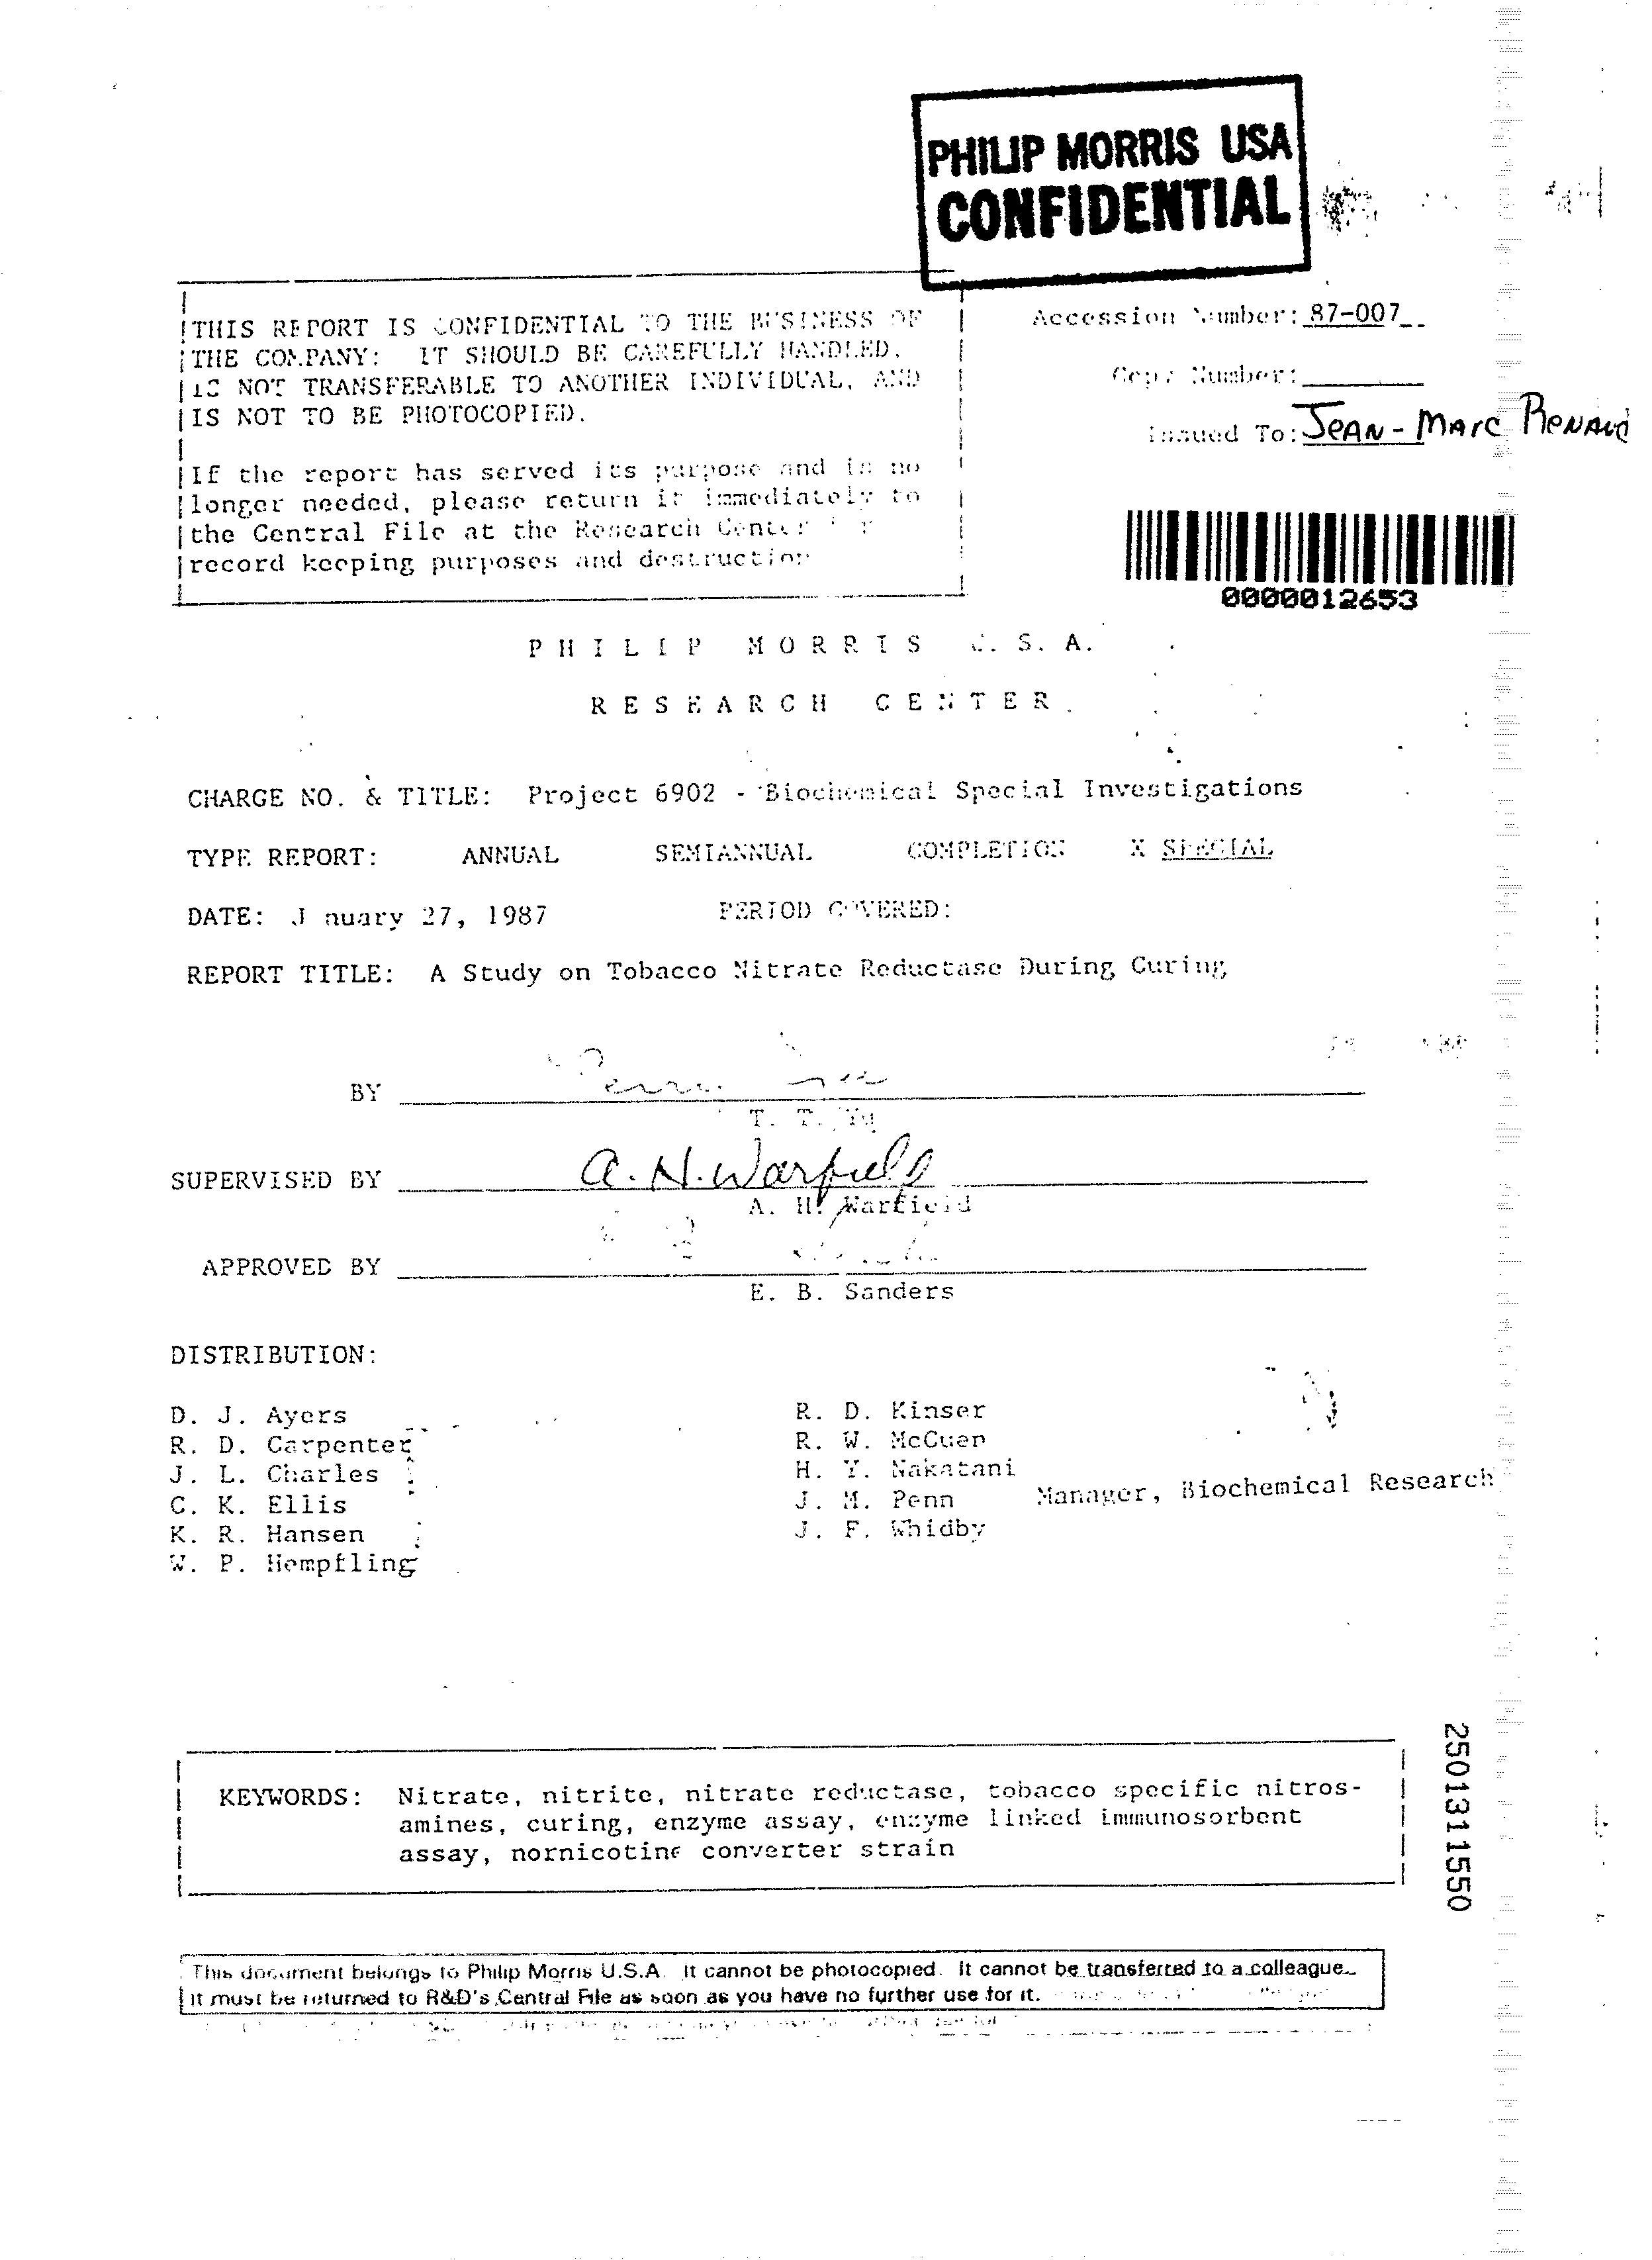 PHILIP MORRIS USA
CONFIDENTIAL
THIS REPORT IS CONFIDENTIAL TO THE BUSINESS OF
THE COMPANY: IT SHOULD BE CAREFULLY HANDLED,
IS NOT TRANSFERABLE TO ANOTHER INDIVIDUAL, AND
IS NOT TO BE PHOTOCOPIED.
If the report has served its purpose and is no
longer needed, please return it immediately to
the Central File at the Research Center for
record keeping purposes and destruction
Accession Number: 87-007
Copy Number:
Issued To: JEAN-MARC RENAUD
0000012653
PHILIP MORRIS U.S.A.
RESEARCH CENTER
CHARGE NO. & TITLE: Project 6902 - Biochemical Special Investigations
TYPE REPORT: ANNUAL SEMIANNUAL COMPLETION X SPECIAL
DATE: J nuary 27, 1987 PERIOD COVERED:
REPORT TITLE: A Study on Tobacco Nitrate Reductase During Curing
BY
T. T. Yu
SUPERVISED BY A. H. Warfield
A. H. Warfield
APPROVED BY
E. B. Sanders
DISTRIBUTION:
D. J. Ayers
R. D. Carpenter
J. L. Charles
C. K. Ellis
K. R. Hansen
W. P. Hempfling
R. D. Kinser
R. W. McCuen
H. Y. Nakatani
J. M. Penn Manager, Biochemical Research
J. F. Whidby
KEYWORDS: Nitrate, nitrite, nitrate reductase, tobacco specific nitros-
amines, curing, enzyme assay, enzyme linked immunosorbent
assay, nornicotine converter strain
2501311550
This document belongs to Philip Morris U.S.A. It cannot be photocopied. It cannot be transferred to a colleague.
It must be returned to R&D's Central File as soon as you have no further use for it.